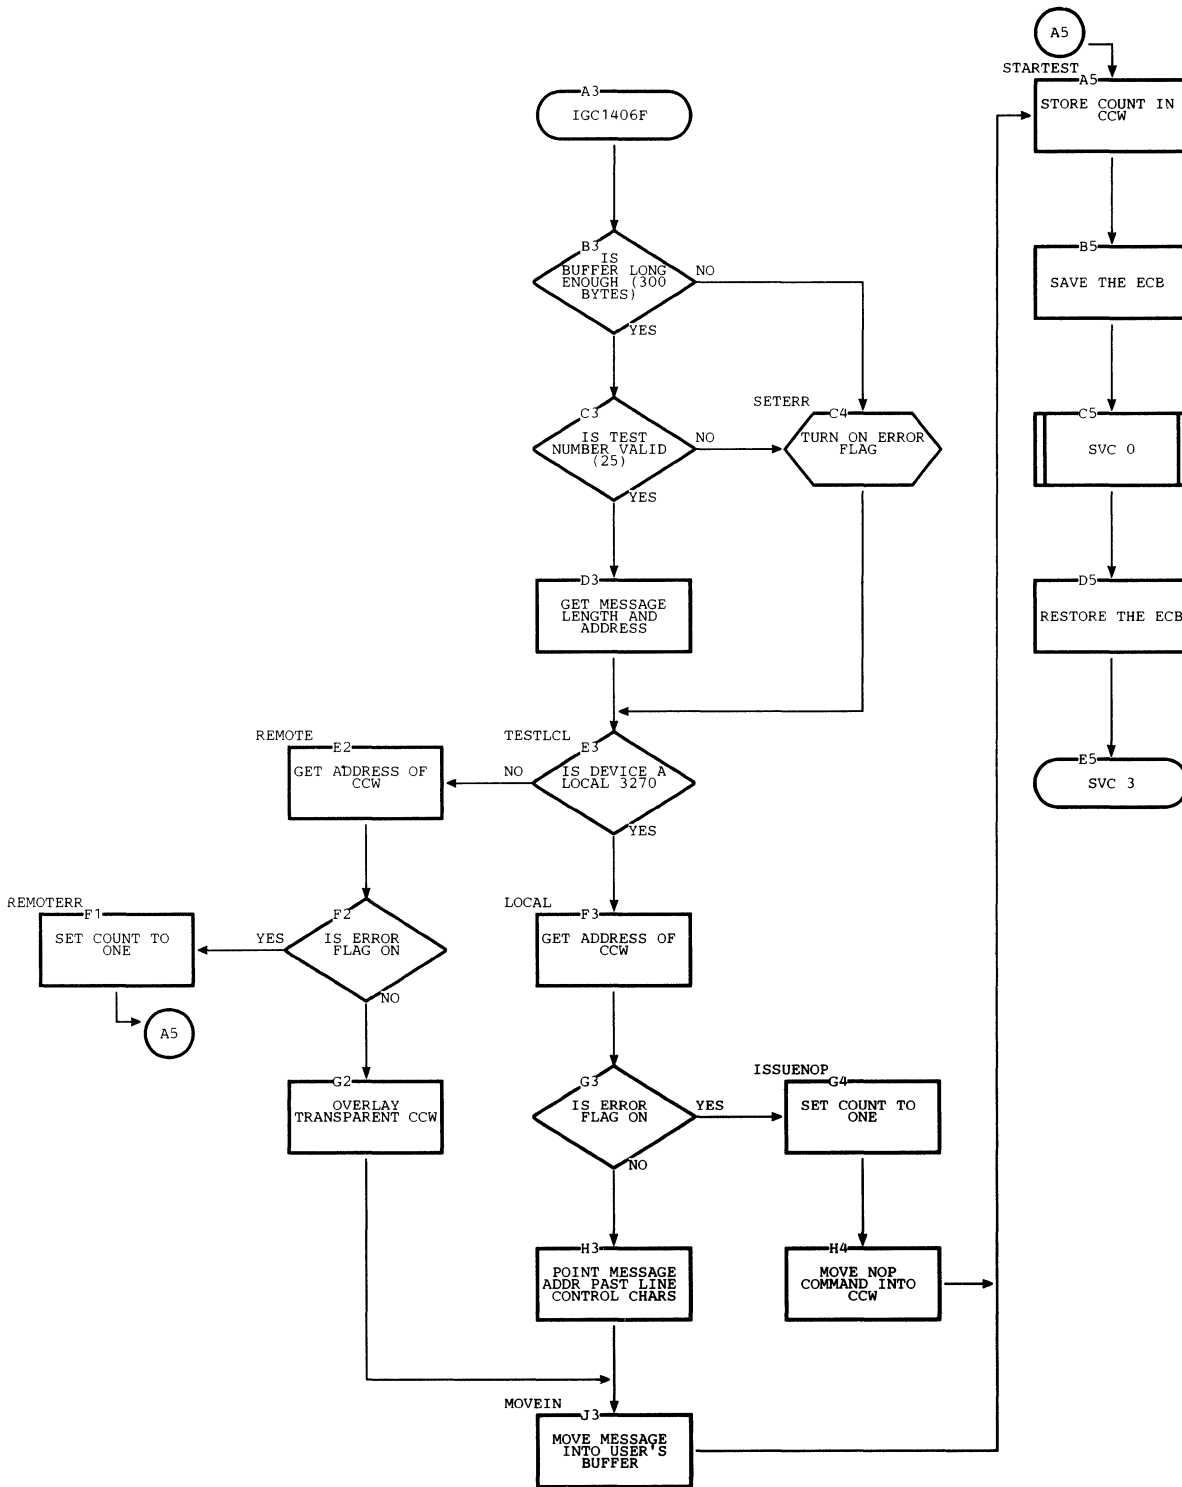 A5
STARTEST
A5
STORE COUNT IN
CCW
A3
IGC1406F
B3
IS
BUFFER LONG
ENOUGH (300
BYTES)
NO
YES
B5
SAVE THE ECB
C3
IS TEST
NUMBER VALID
(25)
NO
YES
SETERR
C4
TURN ON ERROR
FLAG
C5
SVC 0
D3
GET MESSAGE
LENGTH AND
ADDRESS
D5
RESTORE THE ECB
REMOTE
E2
GET ADDRESS OF
CCW
TESTLCL
E3
IS DEVICE A
LOCAL 3270
NO
YES
E5
SVC 3
REMOTERR
F1
SET COUNT TO
ONE
A5
F2
IS ERROR
FLAG ON
YES
NO
LOCAL
F3
GET ADDRESS OF
CCW
G2
OVERLAY
TRANSPARENT CCW
G3
IS ERROR
FLAG ON
YES
NO
ISSUENOP
G4
SET COUNT TO
ONE
H3
POINT MESSAGE
ADDR PAST LINE
CONTROL CHARS
H4
MOVE NOP
COMMAND INTO
CCW
MOVEIN
J3
MOVE MESSAGE
INTO USER'S
BUFFER